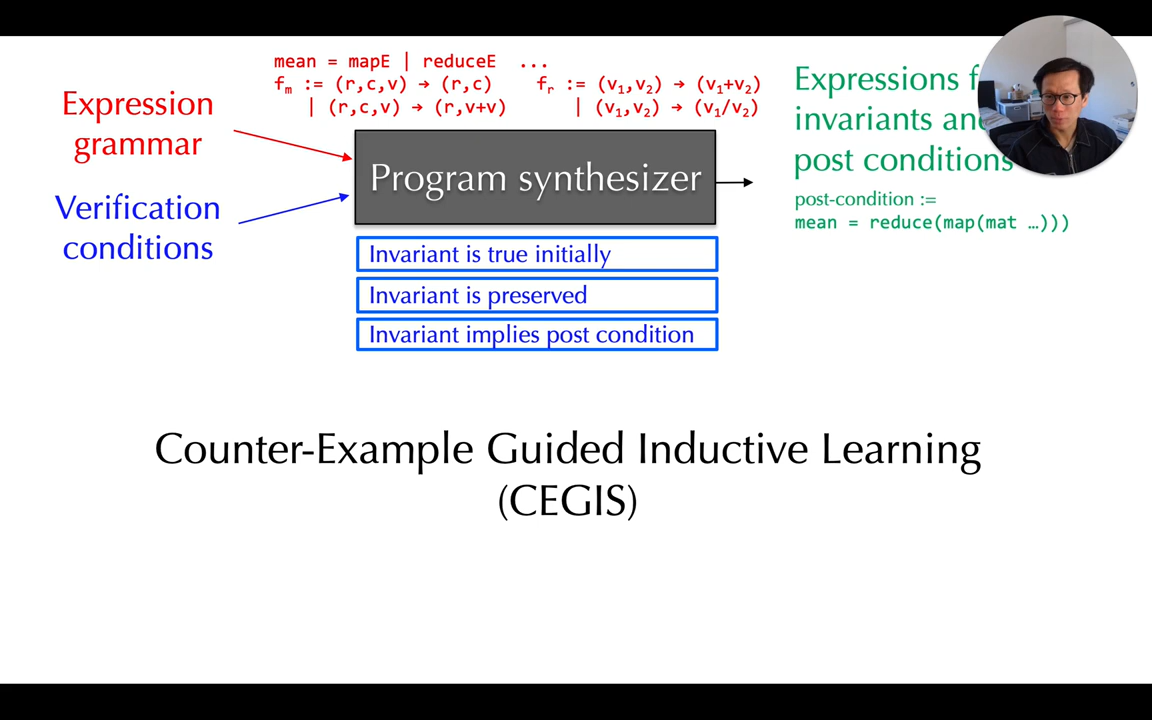 mean = mapE | reduceE ...
fₘ := (r,c,v) → (r,c) fᵣ := (v₁,v₂) → (v₁+v₂)
| (r,c,v) → (r,v+v) | (v₁,v₂) → (v₁/v₂)
Expression
grammar
Verification
conditions
Program synthesizer
Invariant is true initially
Invariant is preserved
Invariant implies post condition
Expressions
invariants
post conditions
post-condition :=
mean = reduce(map(mat …)))
Counter-Example Guided Inductive Learning
(CEGIS)